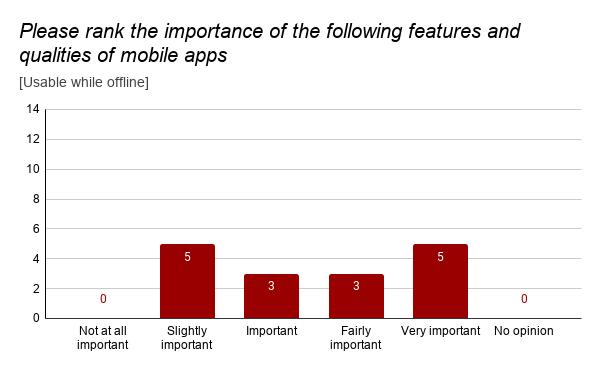 Please rank the importance of the following features and
qualities of mobile apps
[Usable while offline]
14
12
10
8
6
4
2
0
0
5
3
3
5
0
Not at all
important
Slightly
important
Important
Fairly
important
Very important
No opinion